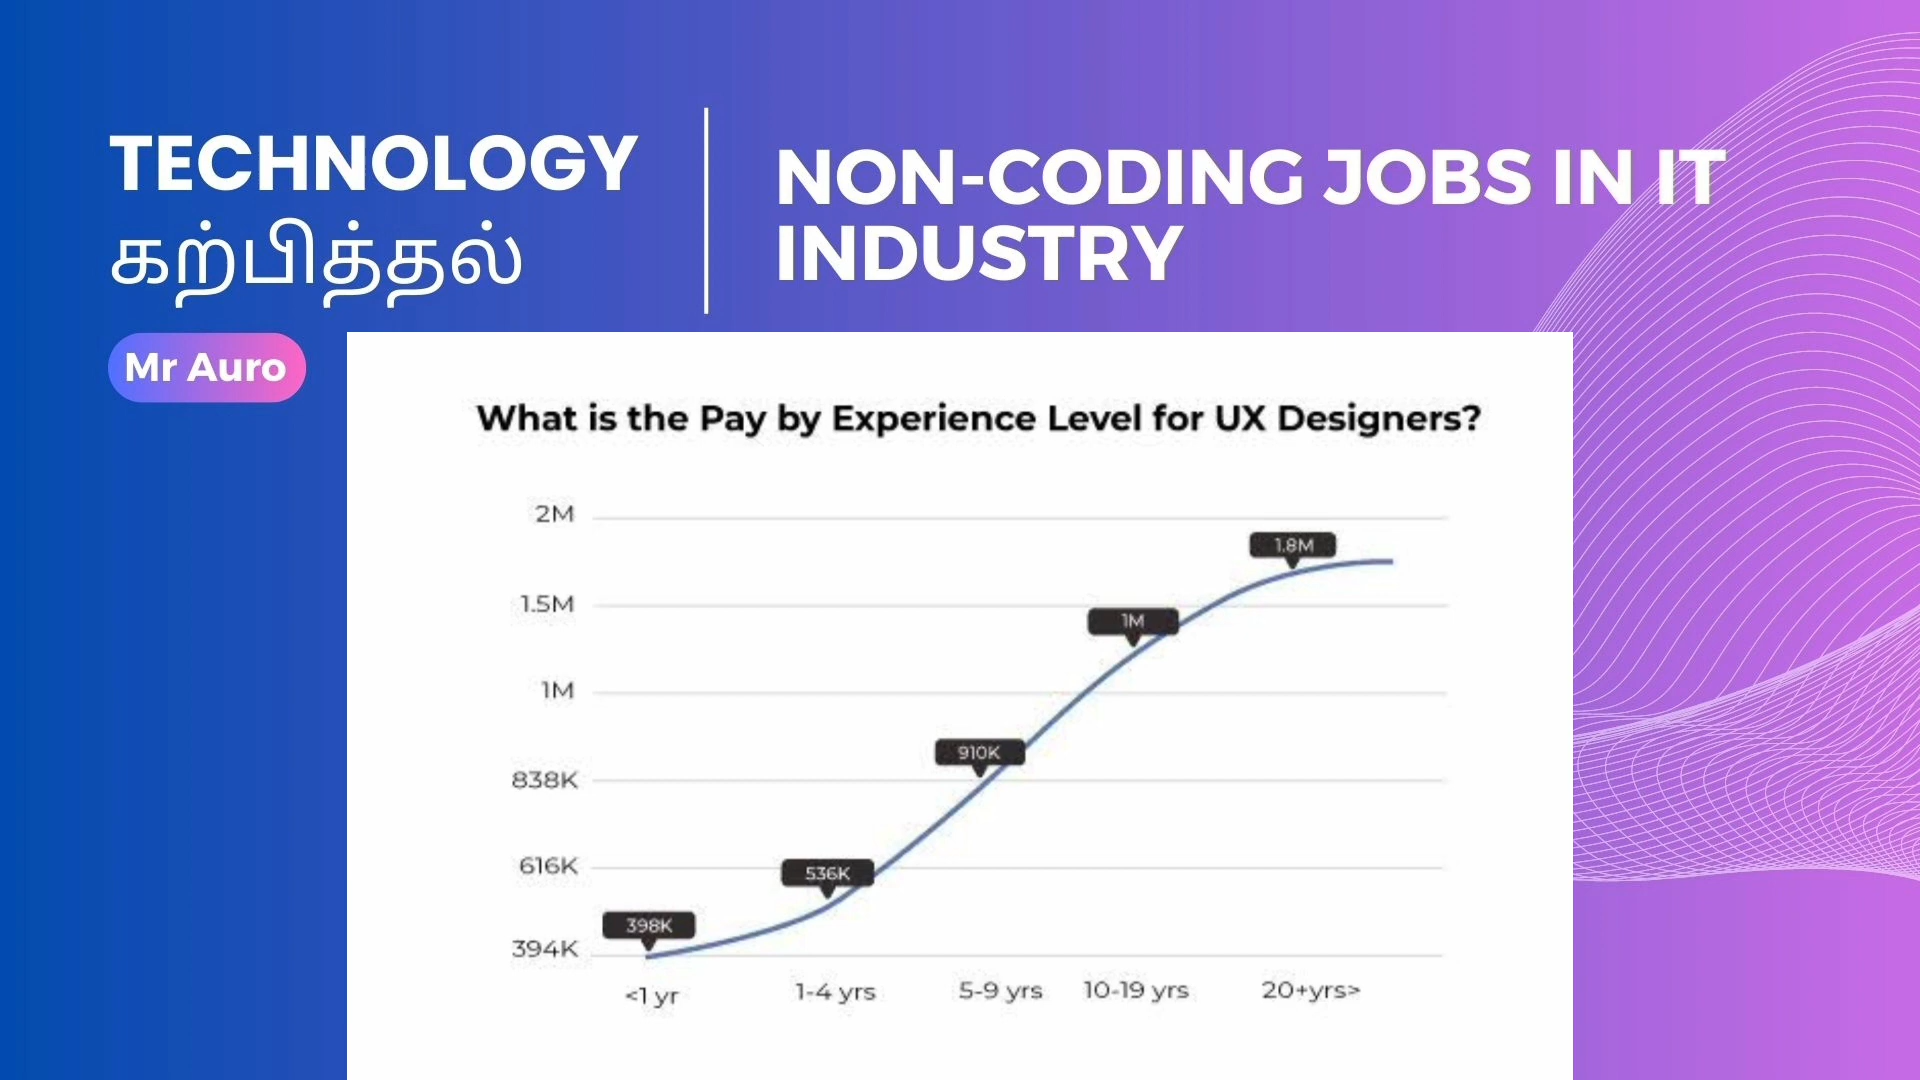 TECHNOLOGY
கற்பித்தல்
Mr Auro
NON-CODING JOBS IN IT
INDUSTRY
What is the Pay by Experience Level for UX Designers?
2M
1.5M
1M
838K
616K
394K
398K
536K
910K
1M
1.8M
<1 yr
1-4 yrs
5-9 yrs
10-19 yrs
20+yrs>